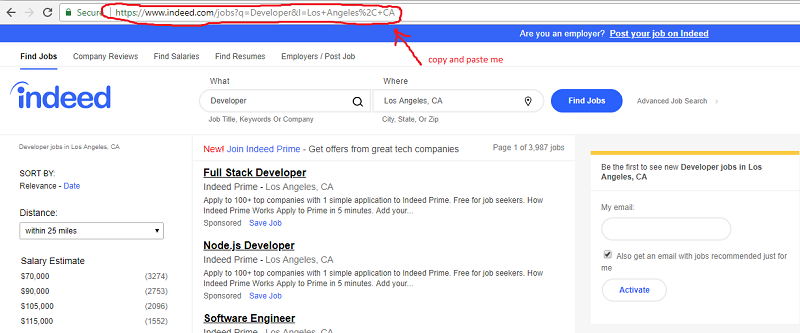 Secure https://www.indeed.com/jobs?q=Developer&l=Los+Angeles%2C+CA
copy and paste me
Are you an employer? Post your job on Indeed
Find Jobs Company Reviews Find Salaries Find Resumes Employers / Post Job
indeed
What Where
Developer Los Angeles, CA Find Jobs Advanced Job Search
Job Title, Keywords Or Company City, State, Or Zip
Developer jobs in Los Angeles, CA
SORT BY:
Relevance - Date
Distance:
within 25 miles
Salary Estimate
$70,000 (3274)
$90,000 (2753)
$105,000 (2096)
$115,000 (1552)
New! Join Indeed Prime - Get offers from great tech companies Page 1 of 3,987 jobs
Full Stack Developer
Indeed Prime - Los Angeles, CA
Apply to 100+ top companies with 1 simple application to Indeed Prime. Free for job seekers. How
Indeed Prime Works Apply to Prime in 5 minutes. Add your...
Sponsored Save Job
Node.js Developer
Indeed Prime - Los Angeles, CA
Apply to 100+ top companies with 1 simple application to Indeed Prime. Free for job seekers. How
Indeed Prime Works Apply to Prime in 5 minutes. Add your...
Sponsored Save Job
Software Engineer
Be the first to see new Developer jobs in Los
Angeles, CA
My email:
Also get an email with jobs recommended just for
me
Activate